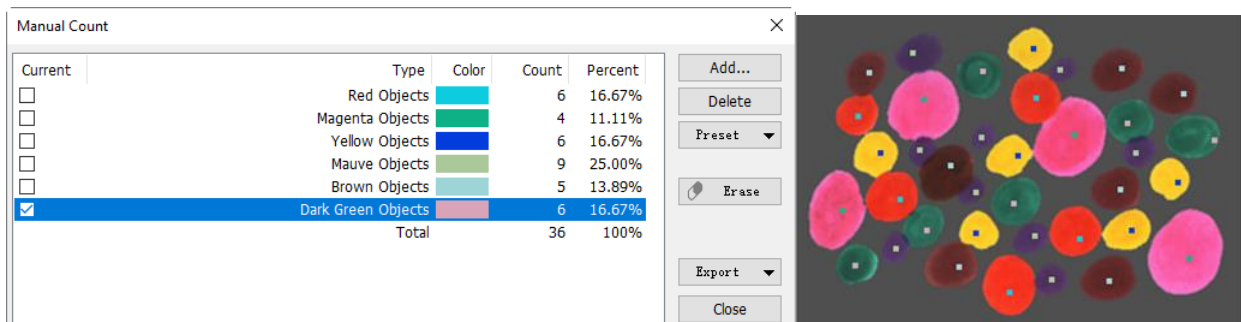 Manual Count
Current Type Color Count Percent
Red Objects 6 16.67%
Magenta Objects 4 11.11%
Yellow Objects 6 16.67%
Mauve Objects 9 25.00%
Brown Objects 5 13.89%
Dark Green Objects 6 16.67%
Total 36 100%
Add...
Delete
Preset
Erase
Export
Close